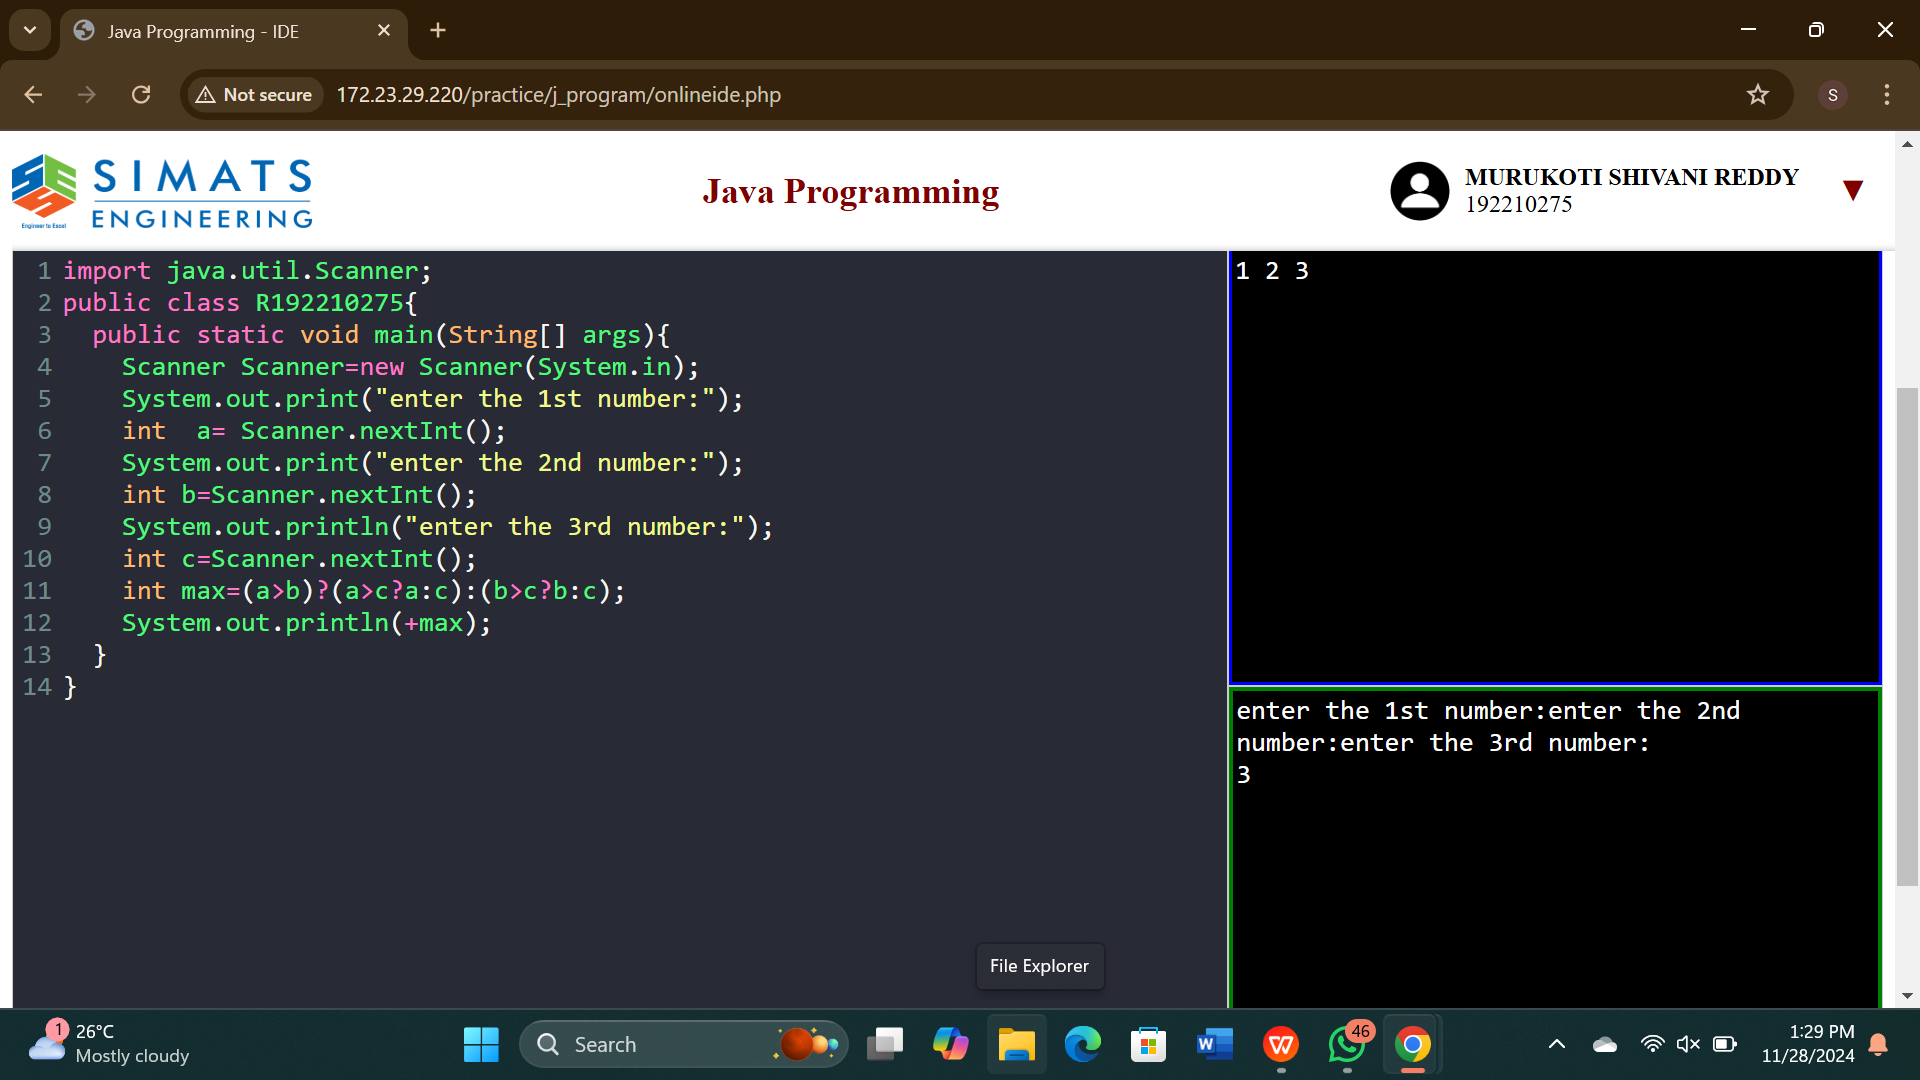 Java Programming - IDE
Not secure
172.23.29.220/practice/j_program/onlineide.php
S
SIMATS
ENGINEERING
Engineer to Excel
Java Programming
MURUKOTI SHIVANI REDDY
192210275
1 import java.util.Scanner;
2 public class R192210275{
3   public static void main(String[] args){
4     Scanner Scanner=new Scanner(System.in);
5     System.out.print("enter the 1st number:");
6     int  a= Scanner.nextInt();
7     System.out.print("enter the 2nd number:");
8     int b=Scanner.nextInt();
9     System.out.println("enter the 3rd number:");
10     int c=Scanner.nextInt();
11     int max=(a>b)?(a>c?a:c):(b>c?b:c);
12     System.out.println(+max);
13   }
14 }
1 2 3
enter the 1st number:enter the 2nd
number:enter the 3rd number:
3
File Explorer
1
26°C
Mostly cloudy
Search
W
46
1:29 PM
11/28/2024